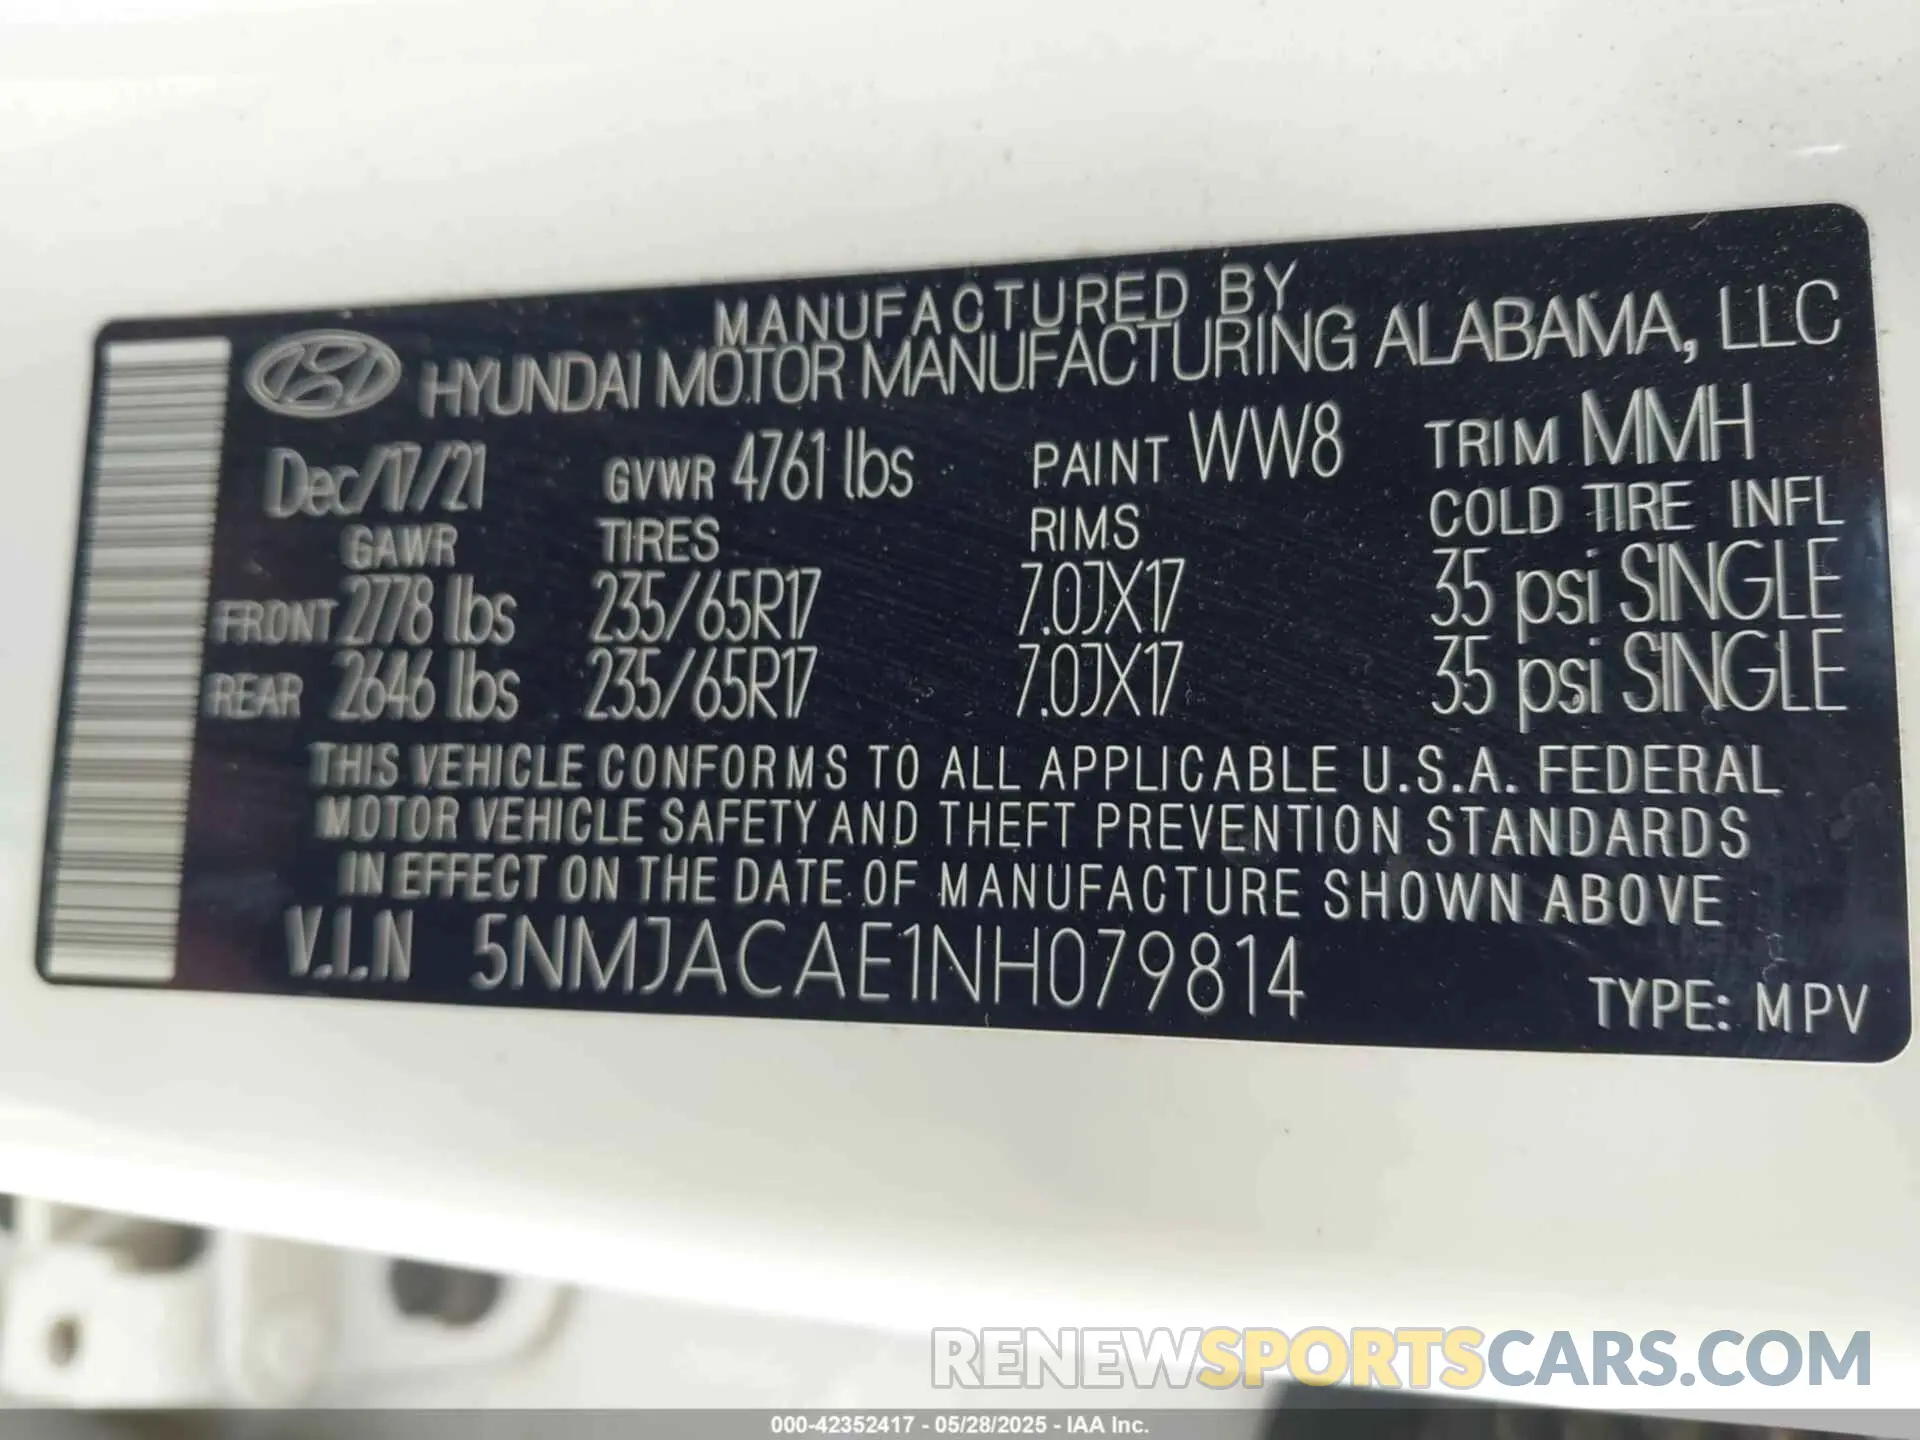 MANUFACTURED BY
HYUNDAI MOTOR MANUFACTURING ALABAMA, LLC
Dec/17/21 GVWR 4761 lbs PAINT WW8 TRIM MMH
GAWR TIRES RIMS COLD TIRE INFL
FRONT 2778 lbs 235/65R17 7.0JX17 35 psi SINGLE
REAR 2646 lbs 235/65R17 7.0JX17 35 psi SINGLE
THIS VEHICLE CONFORMS TO ALL APPLICABLE U.S.A. FEDERAL
MOTOR VEHICLE SAFETY AND THEFT PREVENTION STANDARDS
IN EFFECT ON THE DATE OF MANUFACTURE SHOWN ABOVE
V.I.N 5NMJACAE1NH079814
TYPE: MPV
RENEWSPORTSCARS.COM
000-42352417 - 05/28/2025 - IAA Inc.